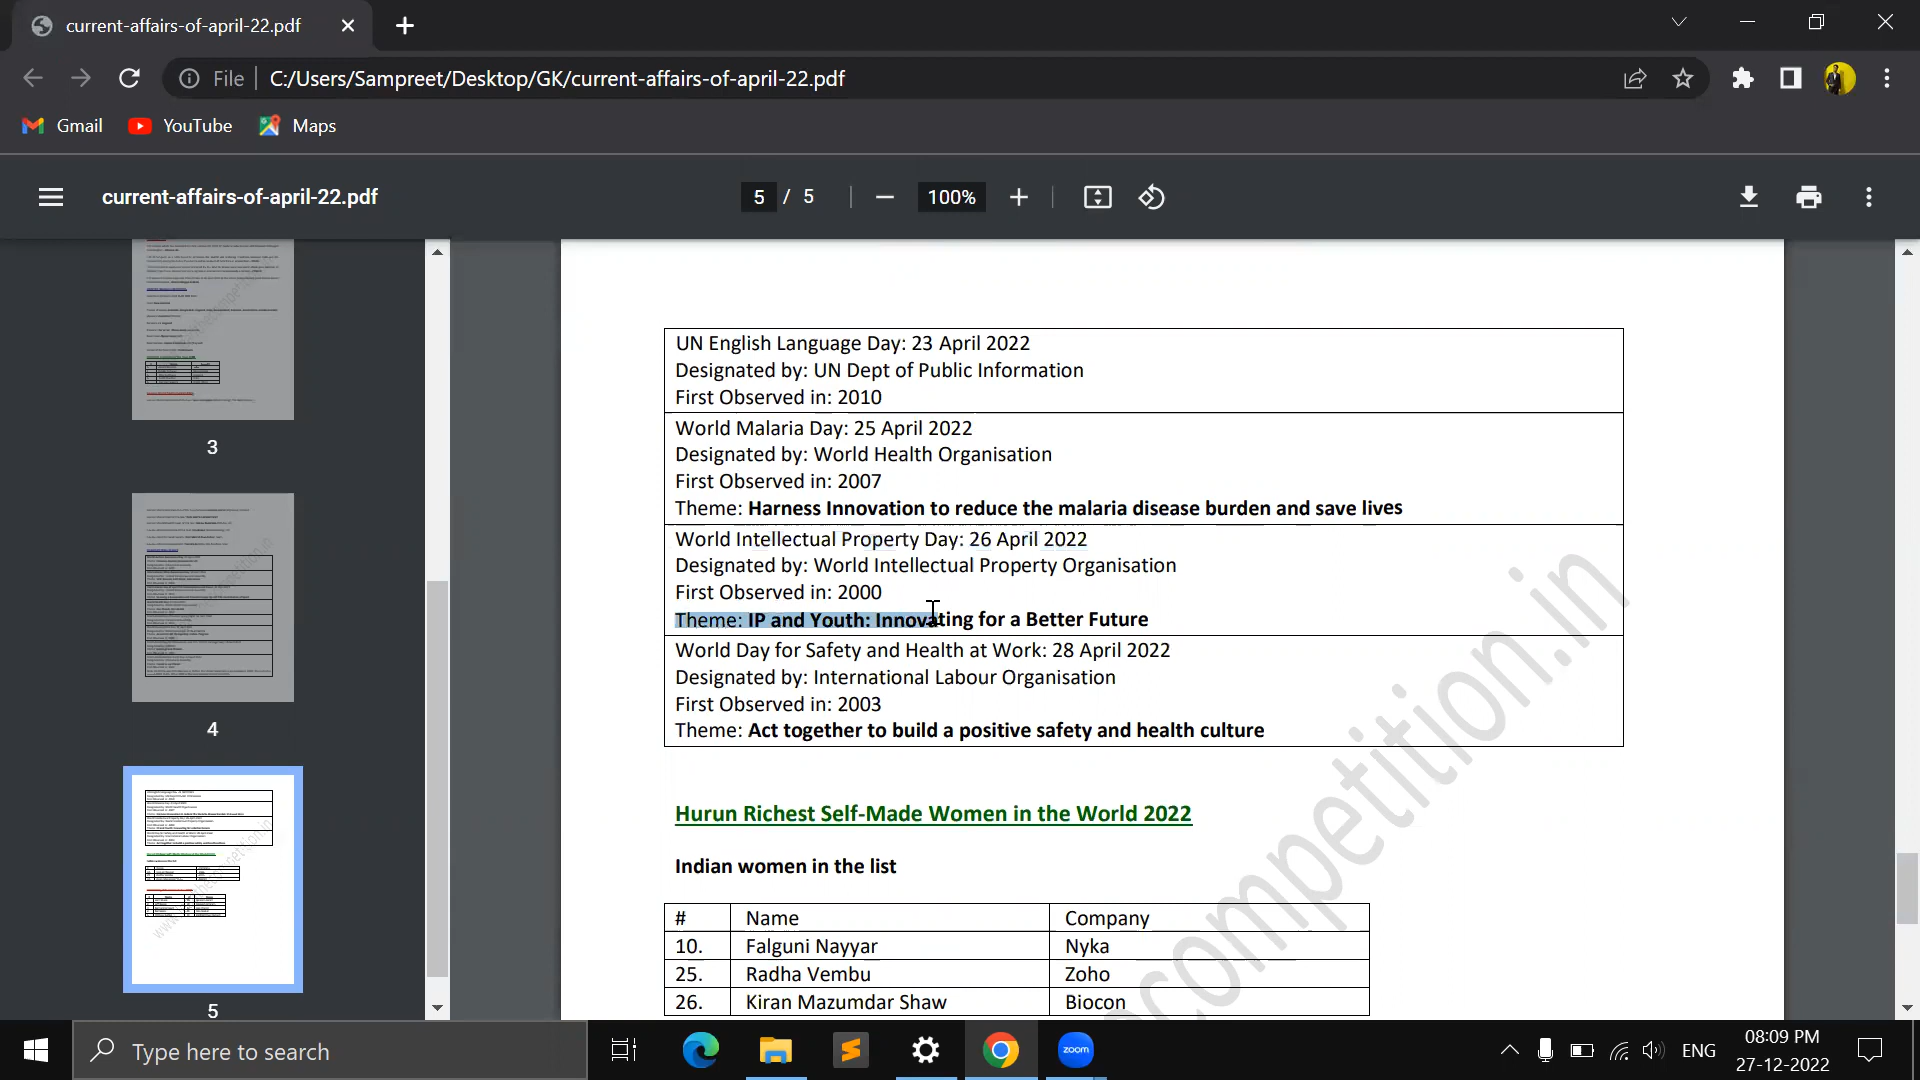 current-affairs-of-april-22.pdf
File
C:/Users/Sampreet/Desktop/GK/current-affairs-of-april-22.pdf
Gmail
YouTube
Maps
current-affairs-of-april-22.pdf
5 / 5
100%
3
4
5
UN English Language Day: 23 April 2022
Designated by: UN Dept of Public Information
First Observed in: 2010
World Malaria Day: 25 April 2022
Designated by: World Health Organisation
First Observed in: 2007
Theme: Harness Innovation to reduce the malaria disease burden and save lives
World Intellectual Property Day: 26 April 2022
Designated by: World Intellectual Property Organisation
First Observed in: 2000
Theme: IP and Youth: Innovating for a Better Future
World Day for Safety and Health at Work: 28 April 2022
Designated by: International Labour Organisation
First Observed in: 2003
Theme: Act together to build a positive safety and health culture
Hurun Richest Self-Made Women in the World 2022
Indian women in the list
# Name Company
10. Falguni Nayyar Nyka
25. Radha Vembu Zoho
26. Kiran Mazumdar Shaw Biocon
competition.in
Type here to search
zoom
ENG
08:09 PM
27-12-2022